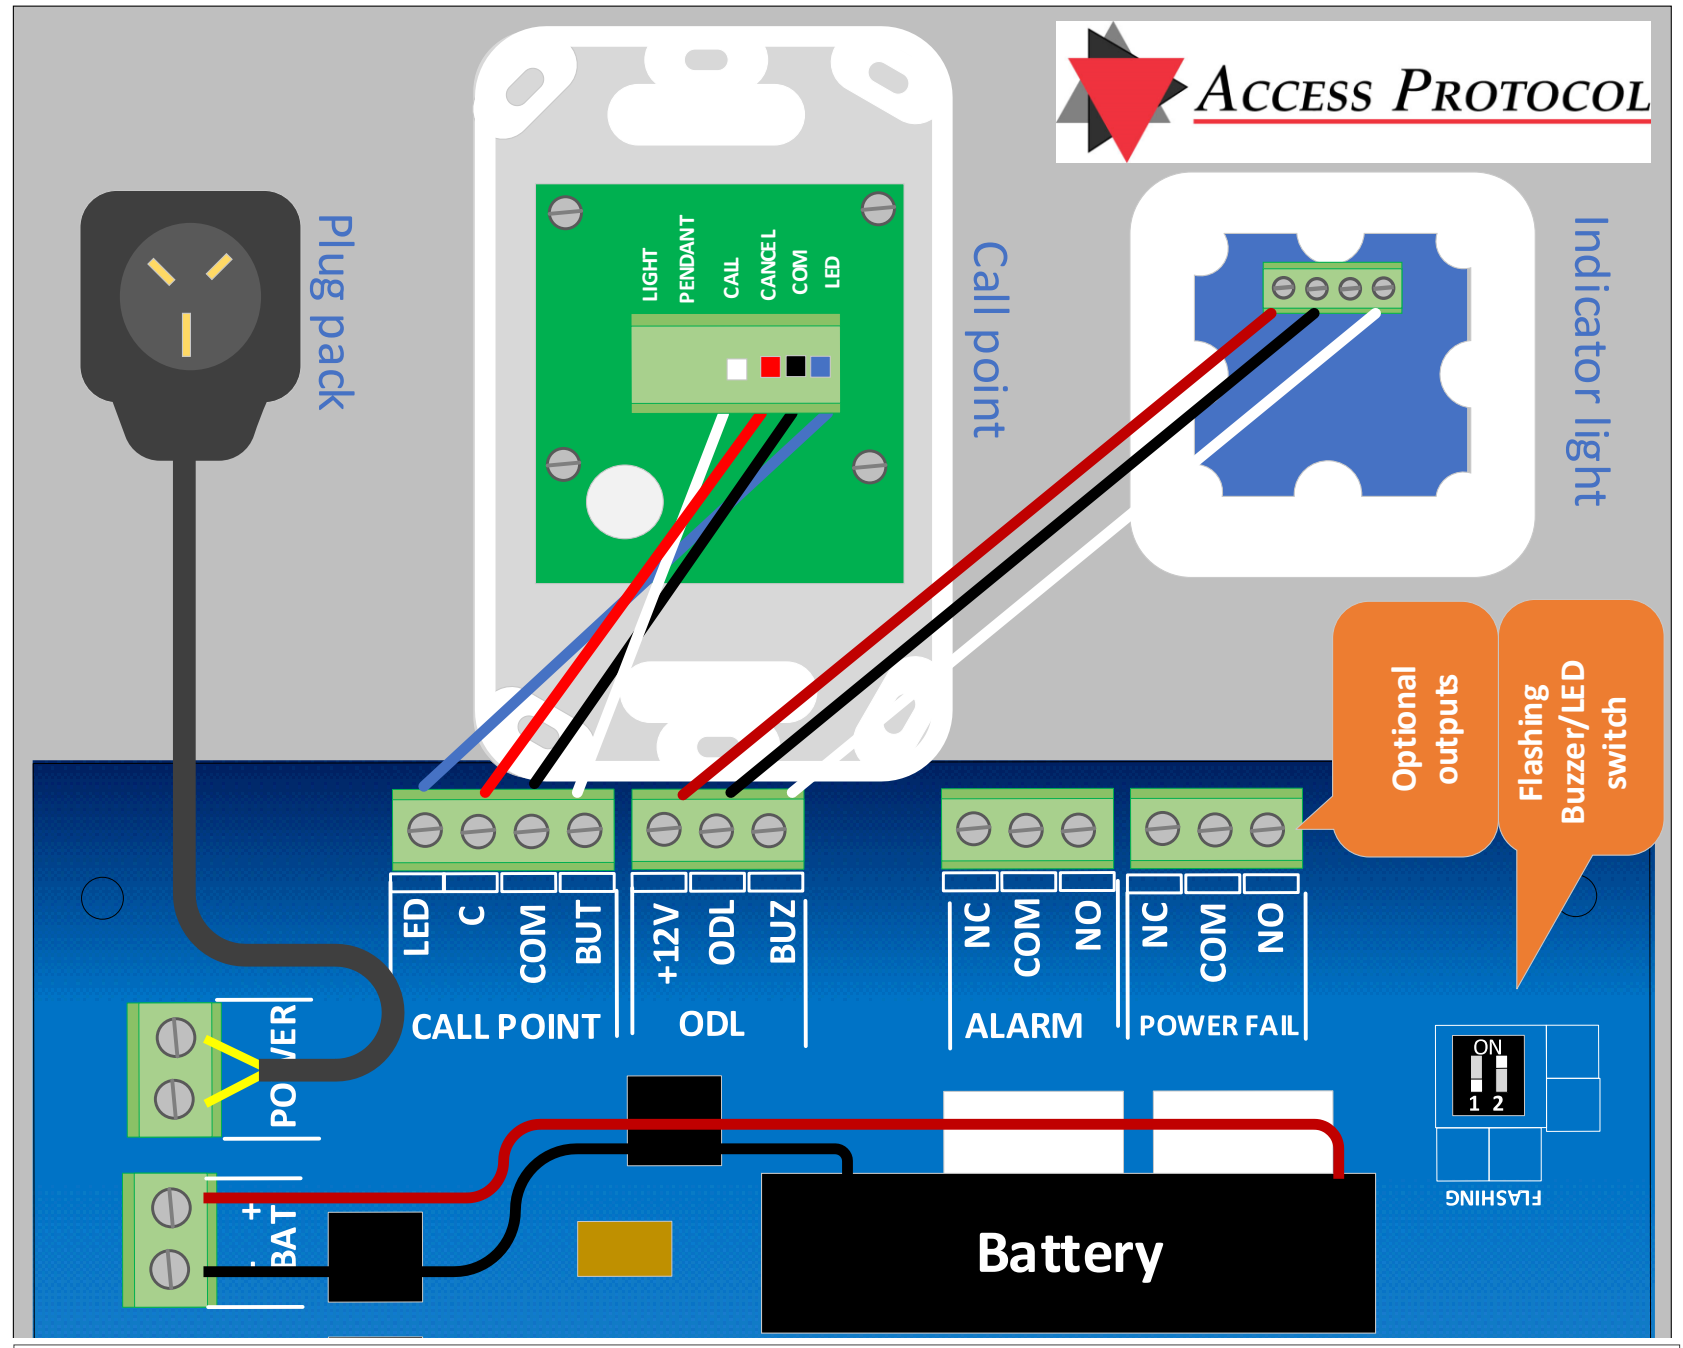 ACCESS PROTOCOL
Plug pack
LIGHT
PENDANT
CALL
CANCEL
COM
LED
Call point
Indicator light
Optional
outputs
Flashing
Buzzer/LED
switch
LED
C
COM
BUT
CALL POINT
+12V
ODL
BUZ
ODL
NC
COM
NO
ALARM
NC
COM
NO
POWER FAIL
POWER
ON
1 2
FLASHING
+
-
BAT
Battery